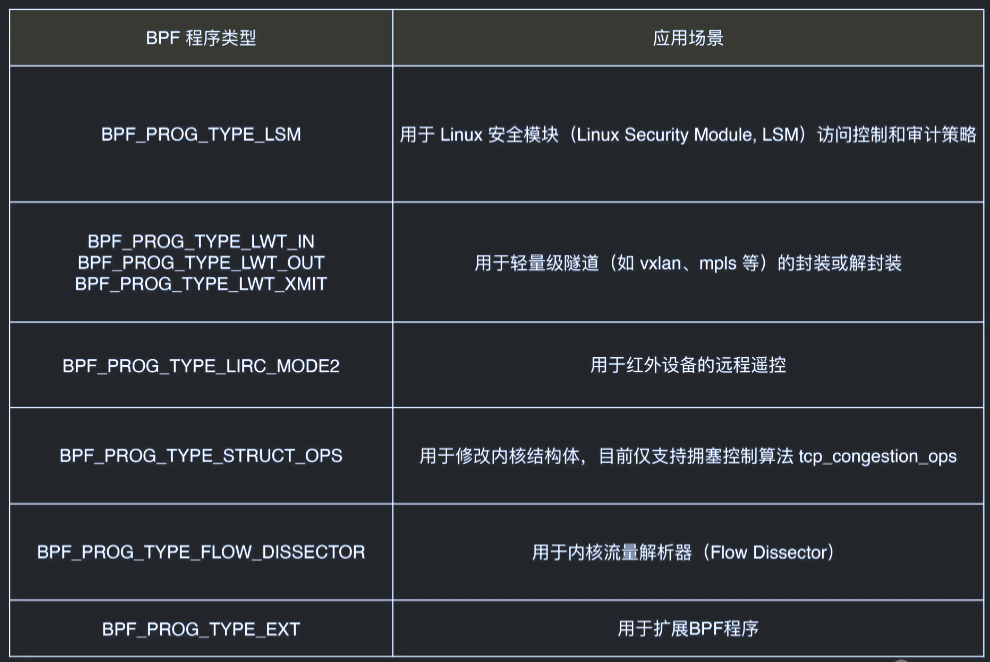 BPF 程序类型
应用场景
BPF_PROG_TYPE_LSM
用于 Linux 安全模块（Linux Security Module, LSM）访问控制和审计策略
BPF_PROG_TYPE_LWT_IN
BPF_PROG_TYPE_LWT_OUT
BPF_PROG_TYPE_LWT_XMIT
用于轻量级隧道（如 vxlan、mpls 等）的封装或解封装
BPF_PROG_TYPE_LIRC_MODE2
用于红外设备的远程遥控
BPF_PROG_TYPE_STRUCT_OPS
用于修改内核结构体，目前仅支持拥塞控制算法 tcp_congestion_ops
BPF_PROG_TYPE_FLOW_DISSECTOR
用于内核流量解析器（Flow Dissector）
BPF_PROG_TYPE_EXT
用于扩展BPF程序